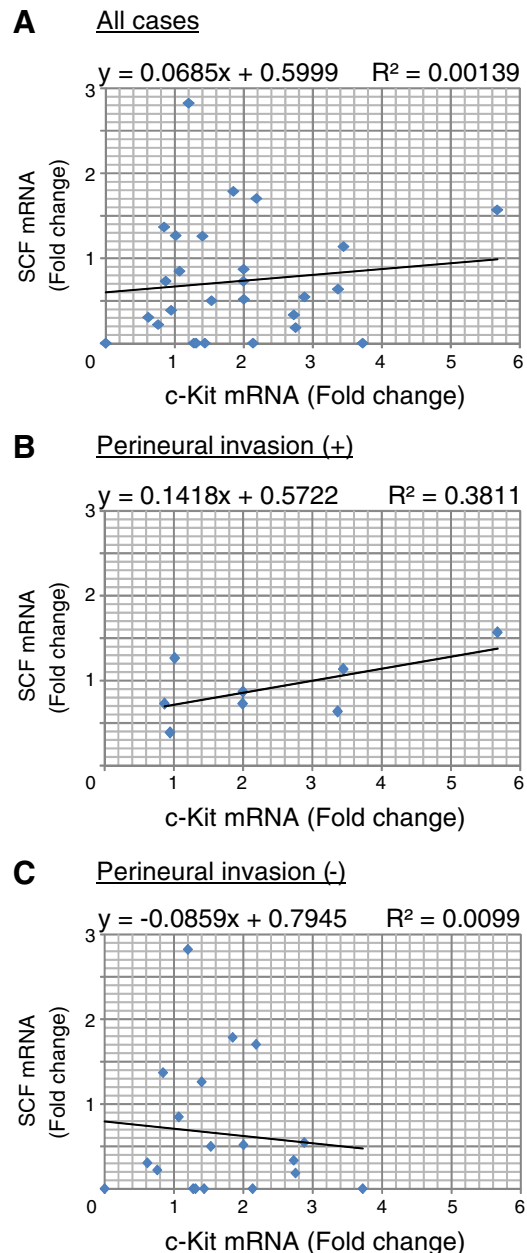 A All cases
y = 0.0685x + 0.5999 R² = 0.00139
3
2
1
0 1 2 3 4 5 6
SCF mRNA
(Fold change)
c-Kit mRNA (Fold change)
B Perineural invasion (+)
y = 0.1418x + 0.5722 R² = 0.3811
3
2
1
0 1 2 3 4 5 6
SCF mRNA
(Fold change)
c-Kit mRNA (Fold change)
C Perineural invasion (-)
y = -0.0859x + 0.7945 R² = 0.0099
3
2
1
0 1 2 3 4 5 6
SCF mRNA
(Fold change)
c-Kit mRNA (Fold change)